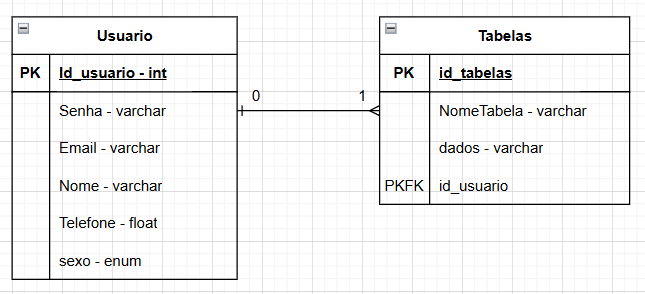 Usuario
PK Id_usuario - int
Senha - varchar
Email - varchar
Nome - varchar
Telefone - float
sexo - enum
0 1
Tabelas
PK id_tabelas
NomeTabela - varchar
dados - varchar
PKFK id_usuario